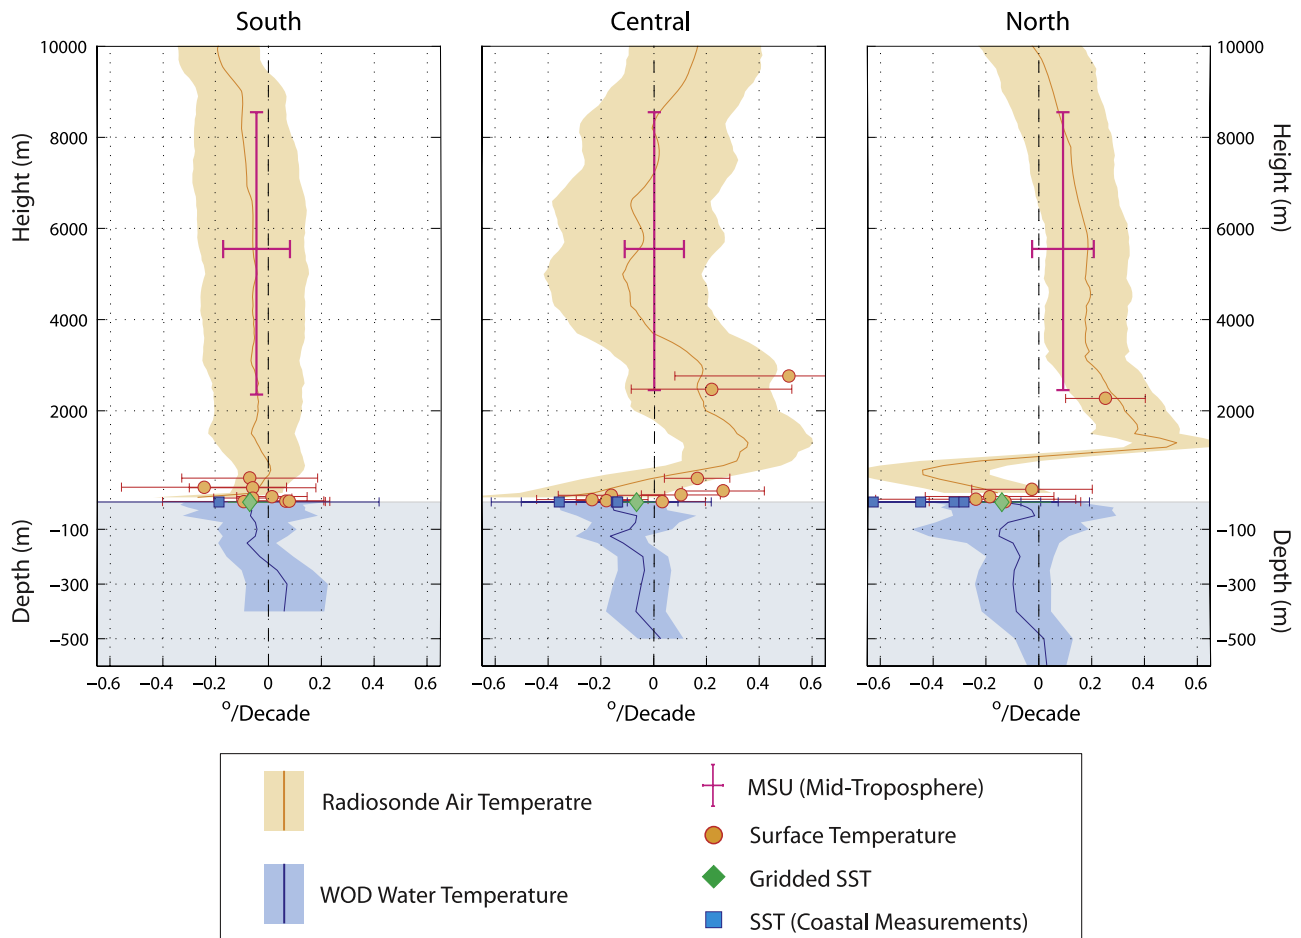 South
Central
North
10000
8000
6000
4000
2000
−100
−300
−500
Height (m)
Depth (m)
10000
8000
6000
4000
2000
−100
−300
−500
Height (m)
Depth (m)
−0.6 −0.4 −0.2 0 0.2 0.4 0.6
−0.6 −0.4 −0.2 0 0.2 0.4 0.6
−0.6 −0.4 −0.2 0 0.2 0.4 0.6
o/Decade
o/Decade
o/Decade
Radiosonde Air Temperatre
WOD Water Temperature
MSU (Mid-Troposphere)
Surface Temperature
Gridded SST
SST (Coastal Measurements)